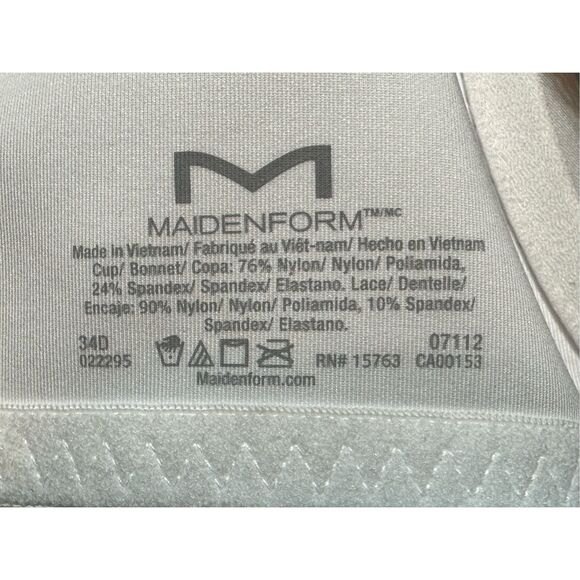 M
MAIDENFORM™/MC
Made in Vietnam/ Fabriqué au Viêt-nam/ Hecho en Vietnam
Cup/ Bonnet/ Copa: 76% Nylon/ Nylon/ Poliamida,
24% Spandex/ Spandex/ Elastano. Lace/ Dentelle/
Encaje: 90% Nylon/ Nylon/ Poliamida, 10% Spandex/
Spandex/ Elastano.
34D 07112
022295 RN# 15763 CA00153
Maidenform.com